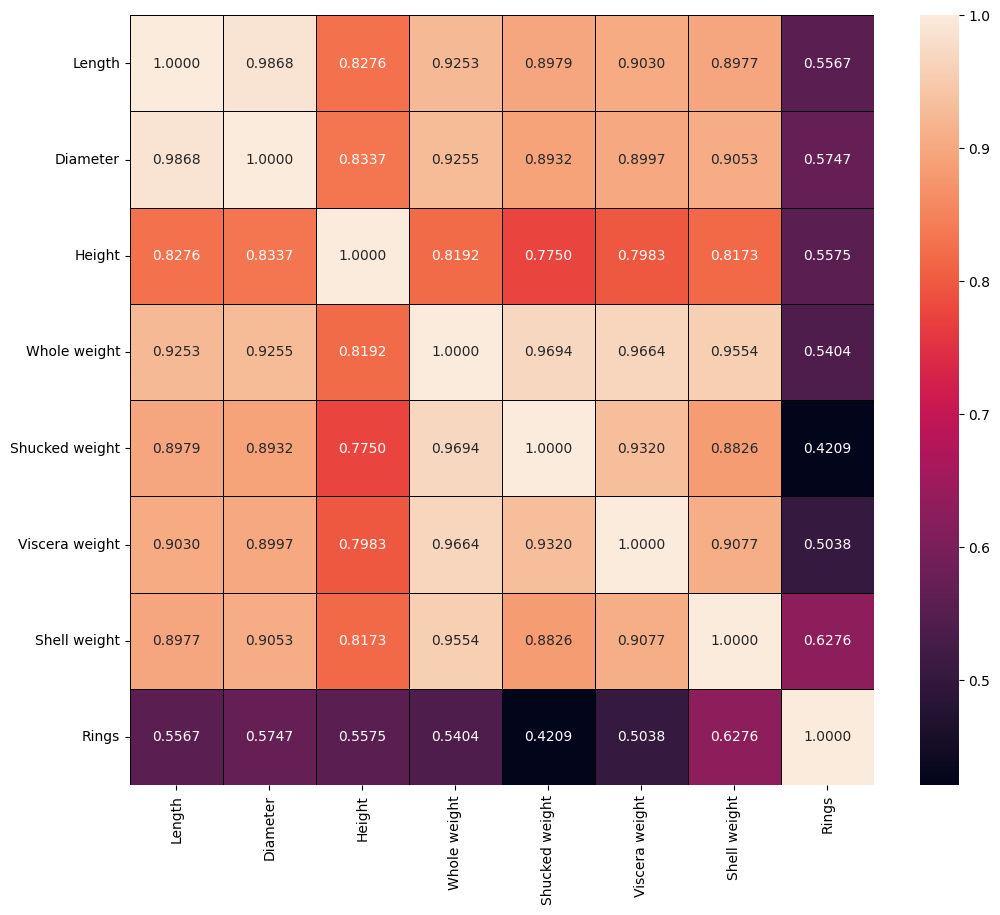 Length 1.0000 0.9868 0.8276 0.9253 0.8979 0.9030 0.8977 0.5567
Diameter 0.9868 1.0000 0.8337 0.9255 0.8932 0.8997 0.9053 0.5747
Height 0.8276 0.8337 1.0000 0.8192 0.7750 0.7983 0.8173 0.5575
Whole weight 0.9253 0.9255 0.8192 1.0000 0.9694 0.9664 0.9554 0.5404
Shucked weight 0.8979 0.8932 0.7750 0.9694 1.0000 0.9320 0.8826 0.4209
Viscera weight 0.9030 0.8997 0.7983 0.9664 0.9320 1.0000 0.9077 0.5038
Shell weight 0.8977 0.9053 0.8173 0.9554 0.8826 0.9077 1.0000 0.6276
Rings 0.5567 0.5747 0.5575 0.5404 0.4209 0.5038 0.6276 1.0000
Length
Diameter
Height
Whole weight
Shucked weight
Viscera weight
Shell weight
Rings
1.0
0.9
0.8
0.7
0.6
0.5